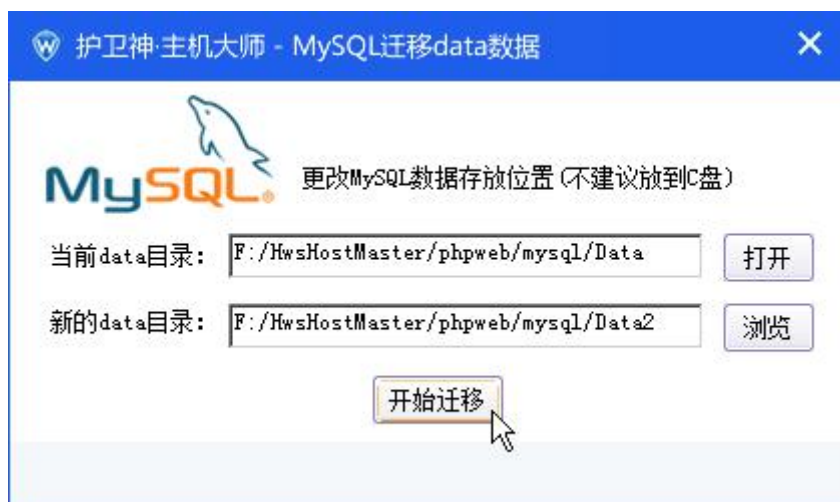 护卫神·主机大师 - MySQL迁移data数据
MySQL®
更改MySQL数据存放位置(不建议放到C盘)
当前data目录: F:/HwsHostMaster/phpweb/mysql/Data 打开
新的data目录: F:/HwsHostMaster/phpweb/mysql/Data2 浏览
开始迁移